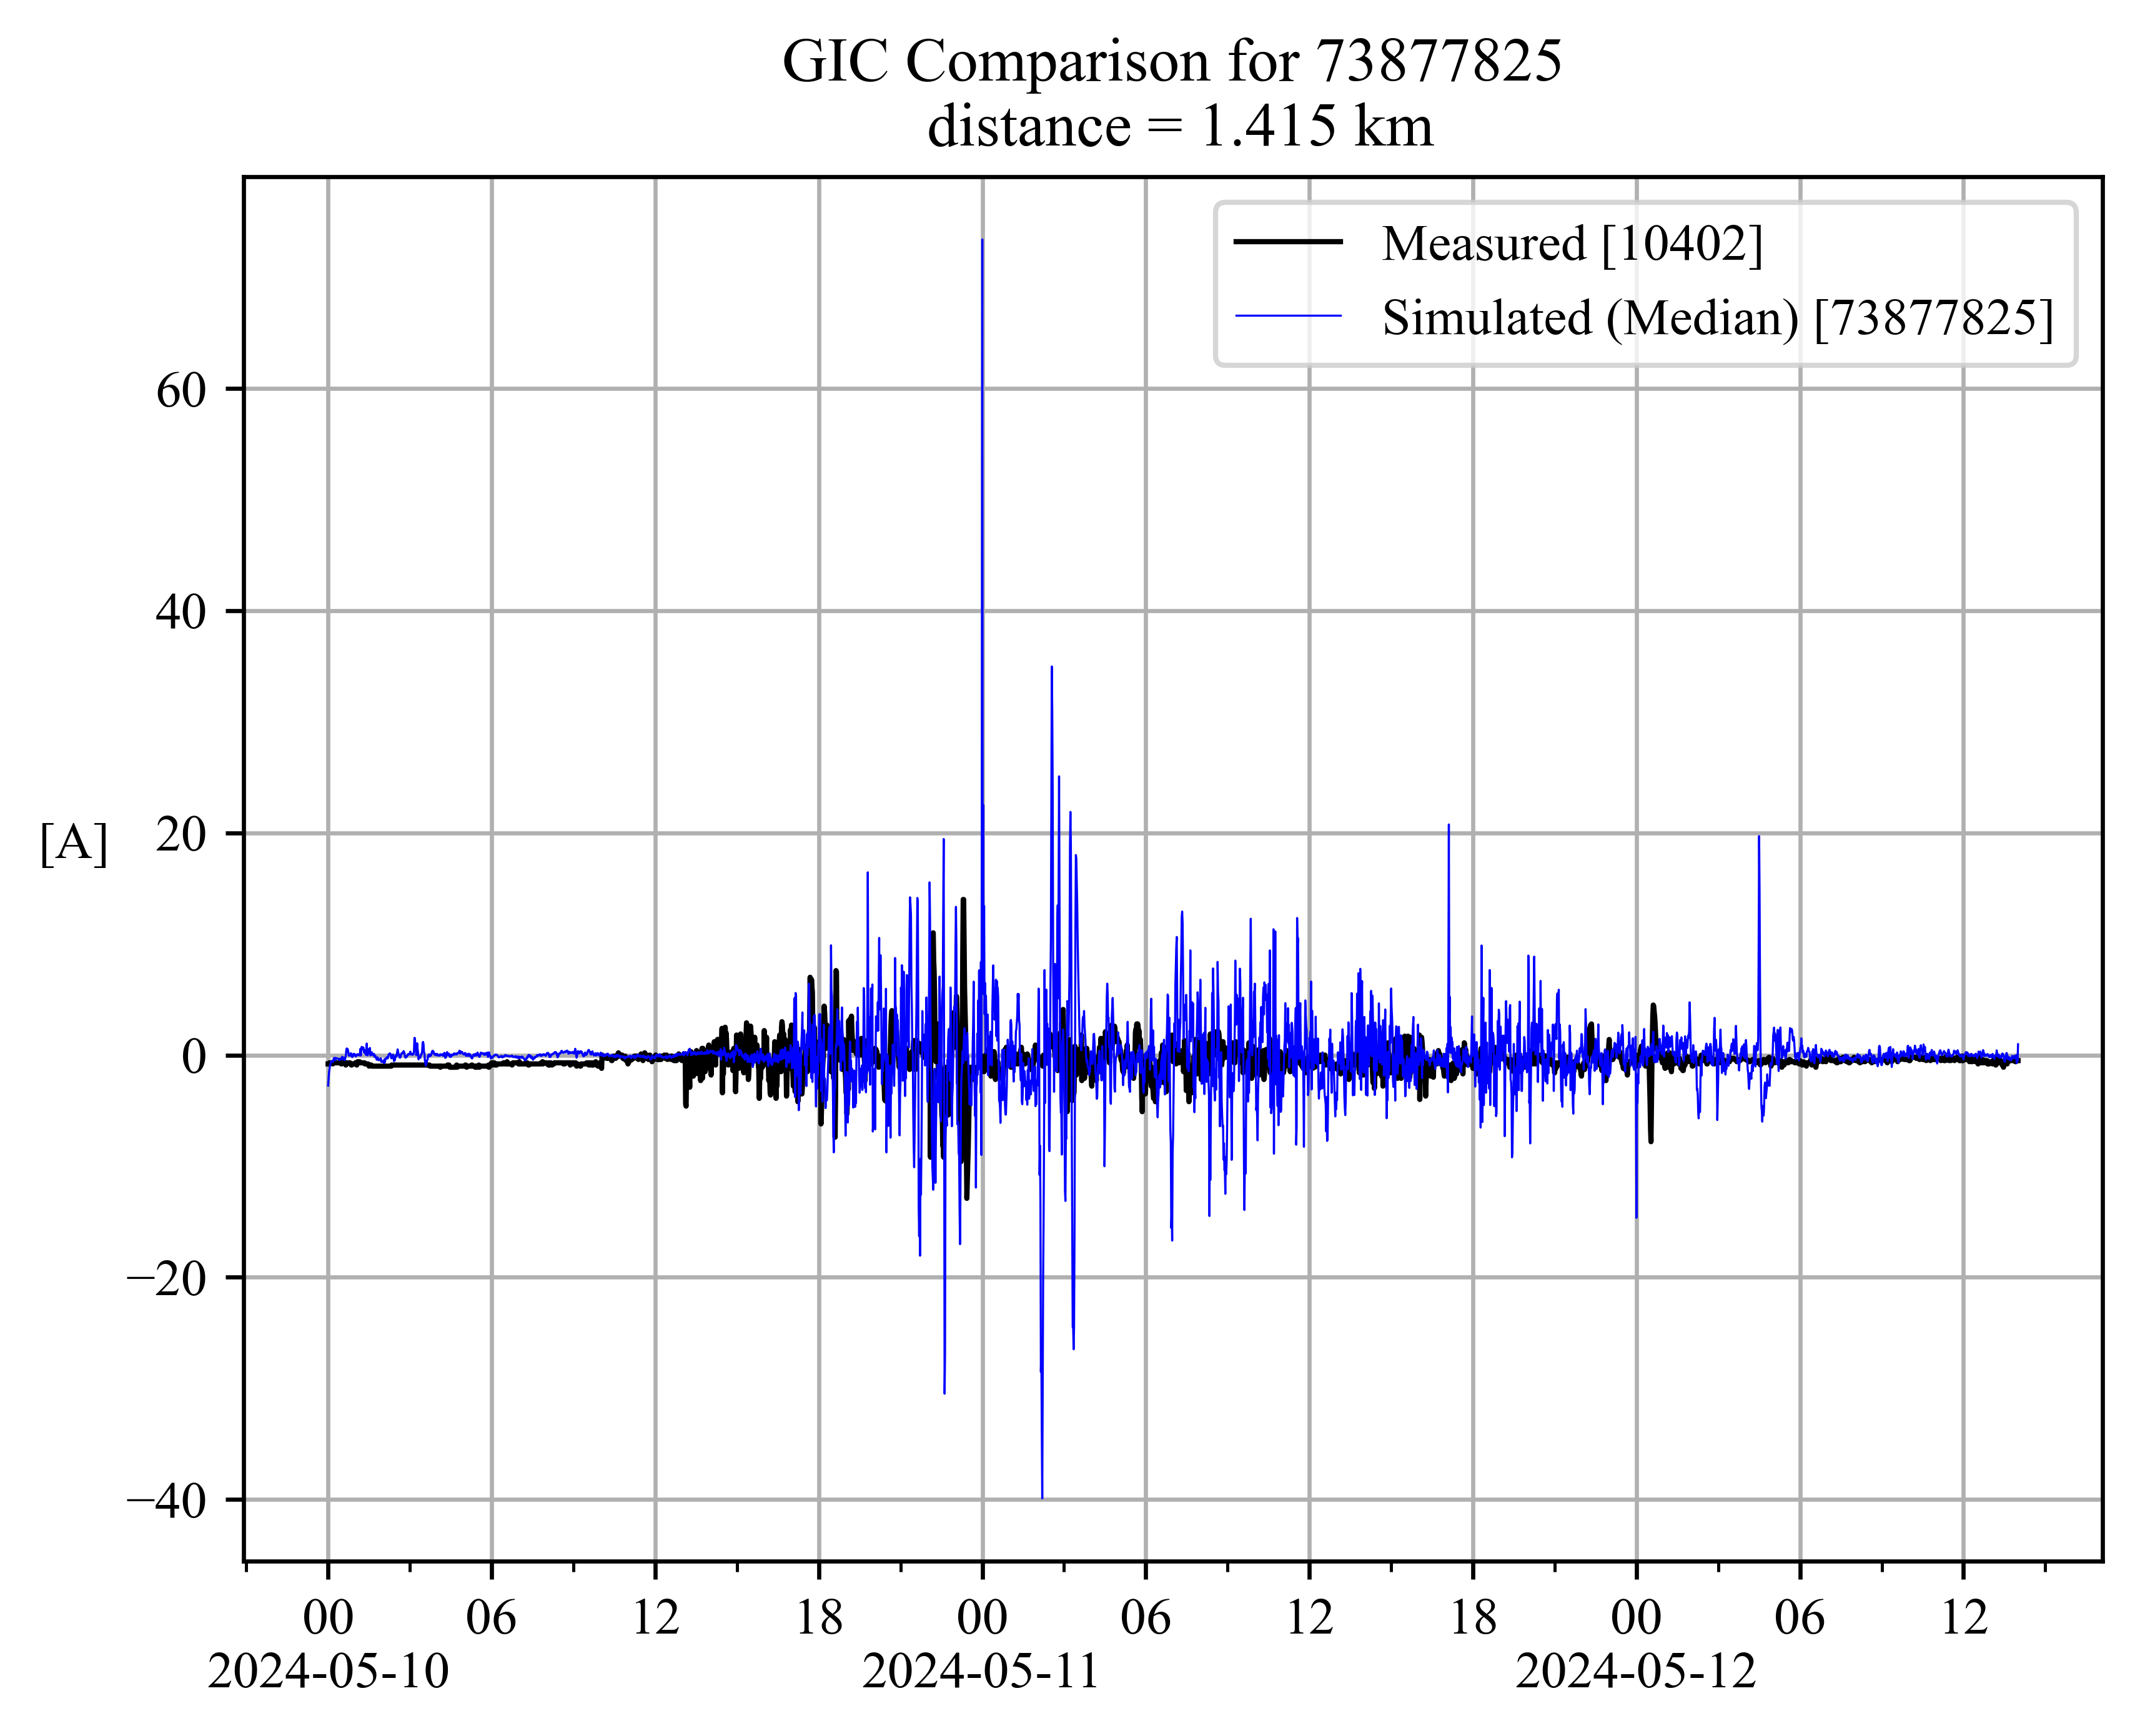 GIC Comparison for 73877825
distance = 1.415 km
Measured [10402]
Simulated (Median) [73877825]
60
40
20
0
−20
−40
[A]
00 06 12 18 00 06 12 18 00 06 12
2024-05-10 2024-05-11 2024-05-12